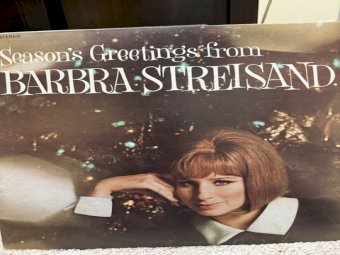 STEREO
Season's Greetings from
BARBRA STREISAND